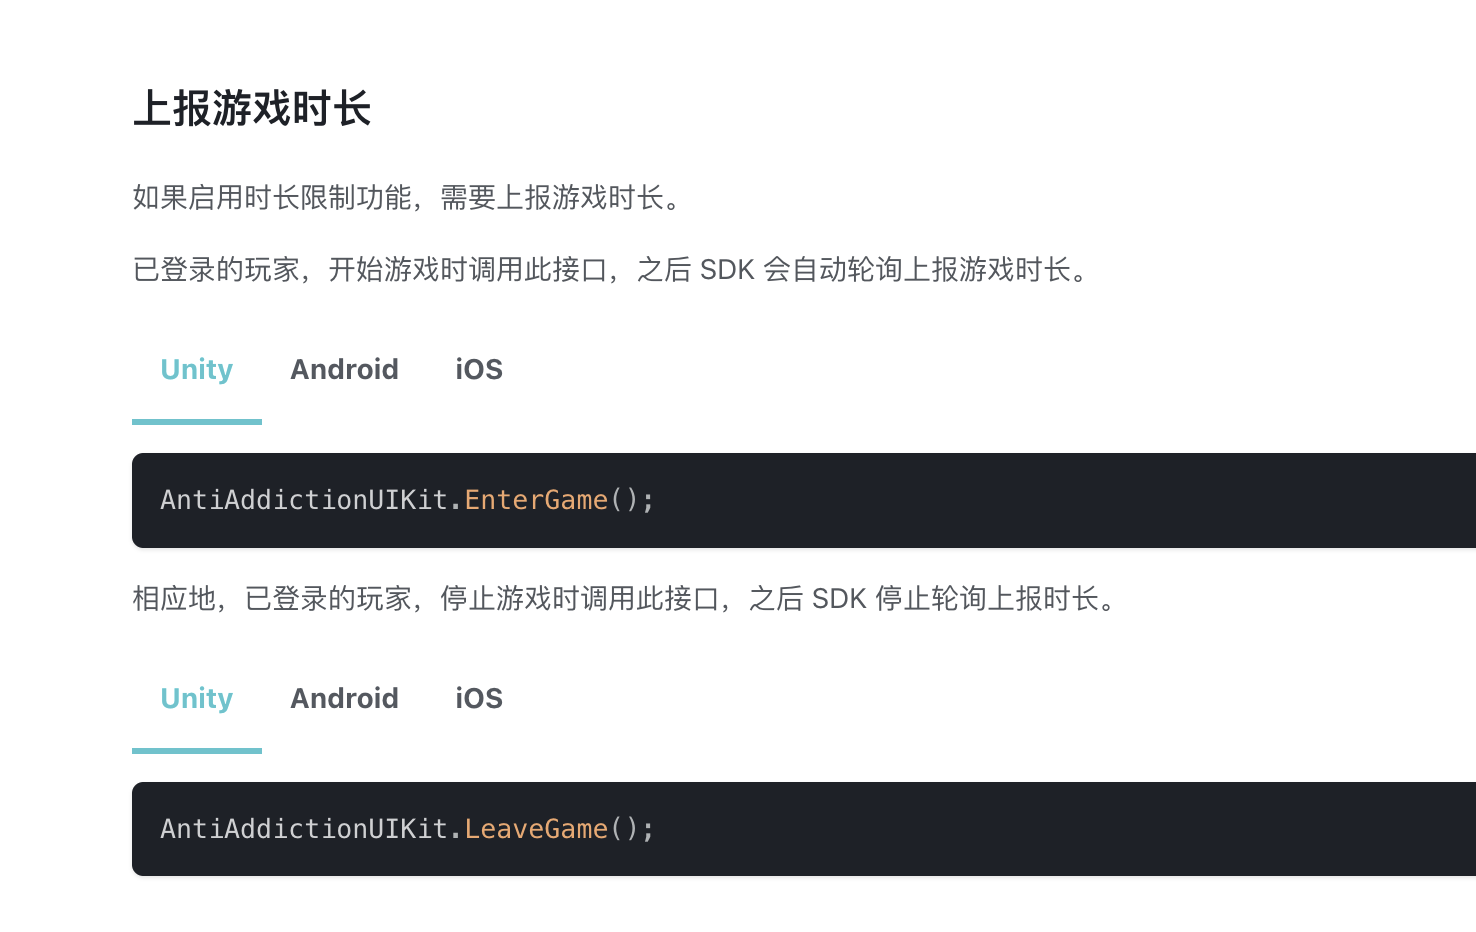 上报游戏时长
如果启用时长限制功能，需要上报游戏时长。
已登录的玩家，开始游戏时调用此接口，之后 SDK 会自动轮询上报游戏时长。
Unity Android iOS
AntiAddictionUIKit.EnterGame();
相应地，已登录的玩家，停止游戏时调用此接口，之后 SDK 停止轮询上报时长。
Unity Android iOS
AntiAddictionUIKit.LeaveGame();